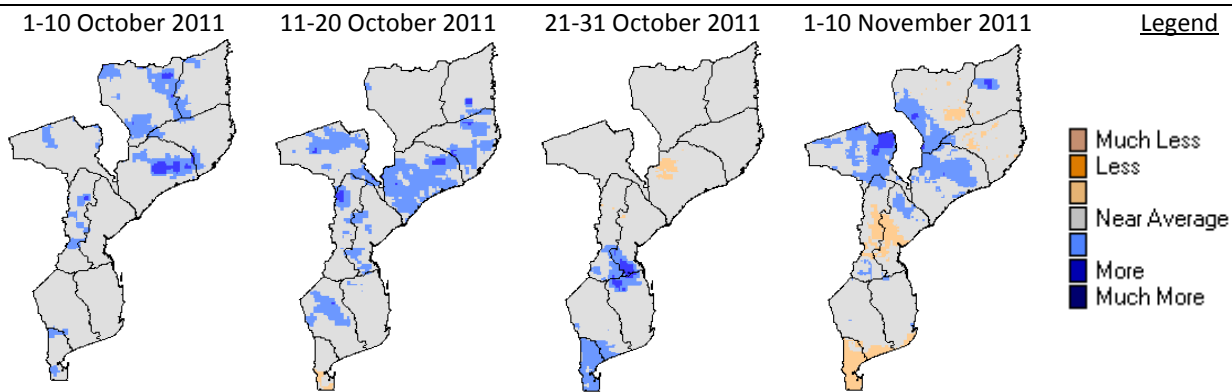 1-10 October 2011
11-20 October 2011
21-31 October 2011
1-10 November 2011
Legend
Much Less
Less
Near Average
More
Much More